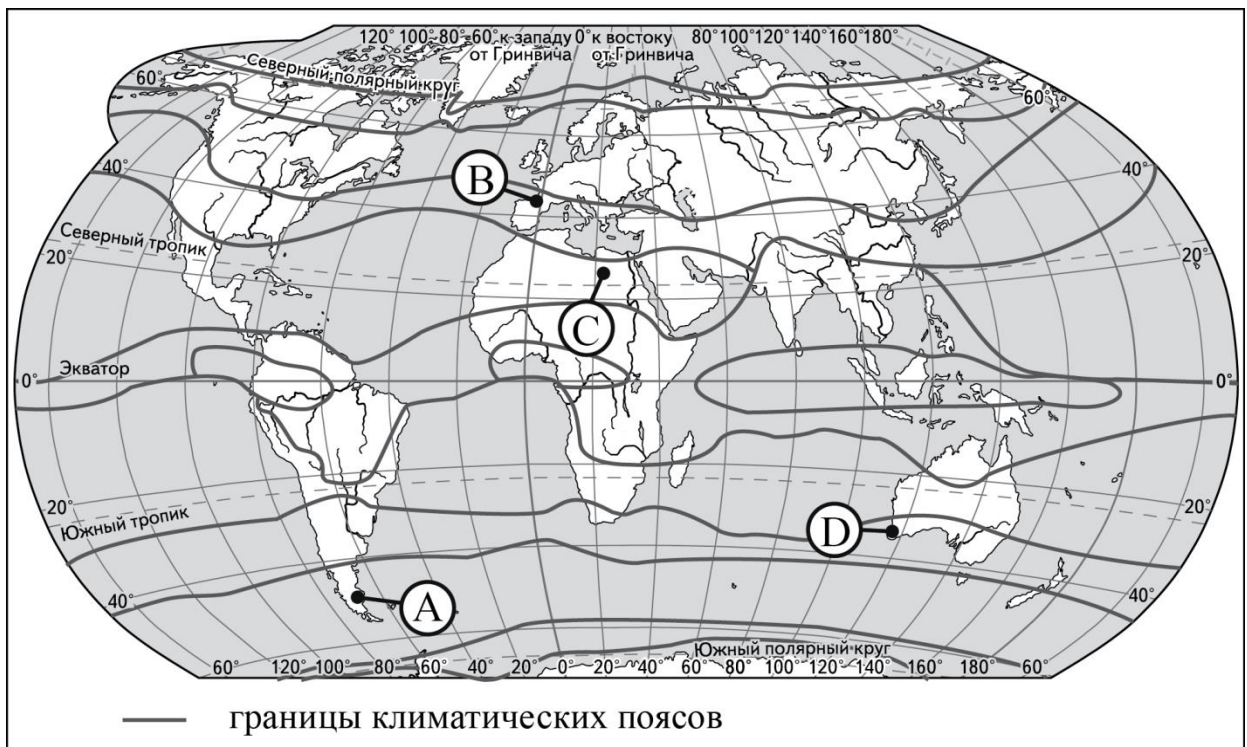 120° 100° 80° 60° к западу 0° к востоку 80° 100° 120° 140° 160° 180°
от Гринвича от Гринвича
Северный полярный круг
60° 60°
B
40° 40°
Северный тропик
20° 20°
C
Экватор
0° 0°
20° 20°
Южный тропик
D
40° 40°
A
Южный полярный круг
60° 120° 100° 80° 60° 40° 20° 0° 20° 40° 60° 80° 100° 120° 140° 160° 180° 60°
границы климатических поясов